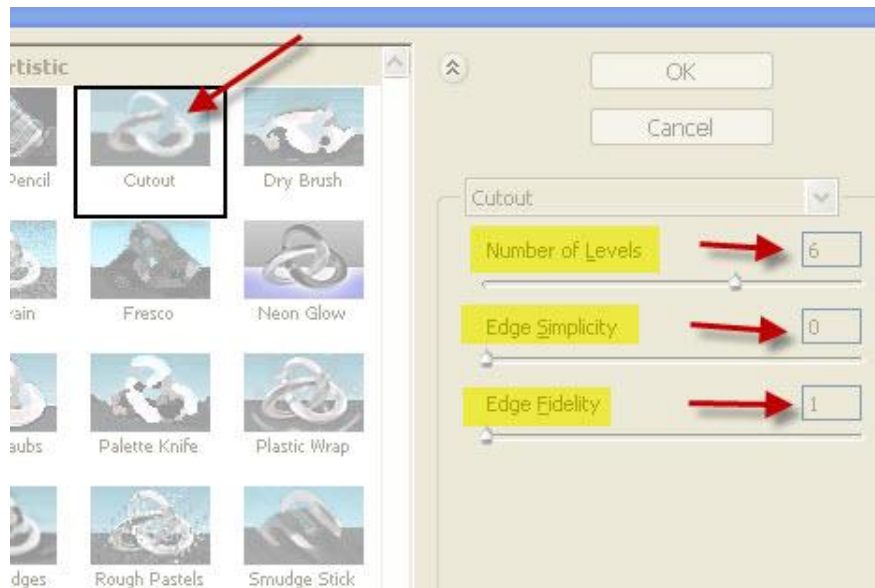 rtistic
Pencil
Cutout
Dry Brush
rain
Fresco
Neon Glow
aubs
Palette Knife
Plastic Wrap
dges
Rough Pastels
Smudge Stick
OK
Cancel
Cutout
Number of Levels
6
Edge Simplicity
0
Edge Fidelity
1